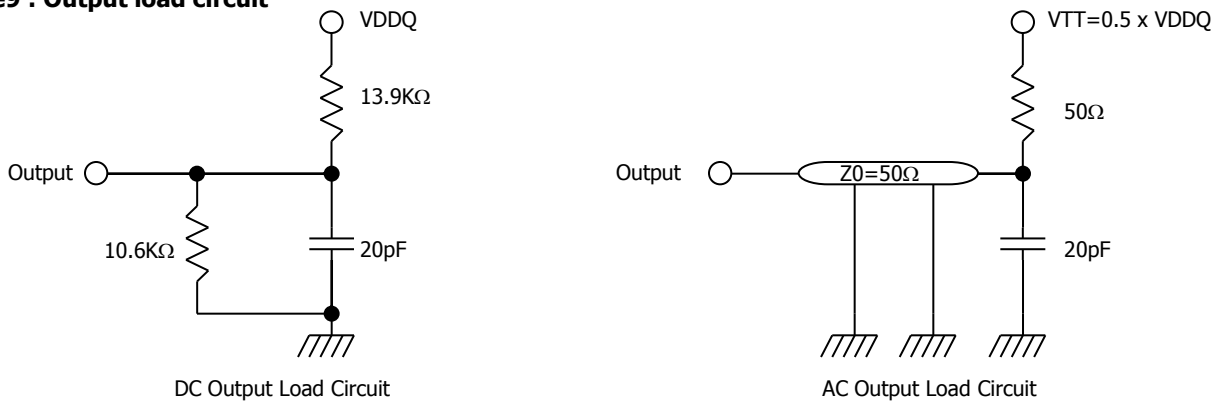 e9 : Output load circuit
VDDQ
13.9KΩ
Output
10.6KΩ
20pF
DC Output Load Circuit
VTT=0.5 x VDDQ
50Ω
Output
Z0=50Ω
20pF
AC Output Load Circuit